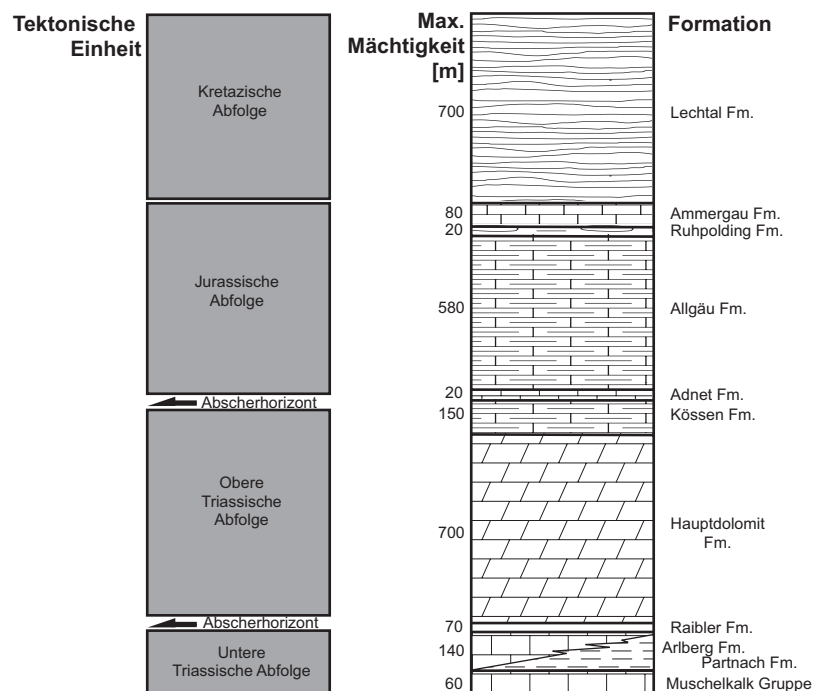 Tektonische
Einheit
Max.
Mächtigkeit
[m]
Formation
Kretazische
Abfolge
700
Lechtal Fm.
80
Ammergau Fm.
20
Ruhpolding Fm.
Jurassische
Abfolge
580
Allgäu Fm.
20
Adnet Fm.
Abscherhorizont
150
Kössen Fm.
Obere
Triassische
Abfolge
700
Hauptdolomit
Fm.
Abscherhorizont
70
Raibler Fm.
Untere
Triassische Abfolge
140
Arlberg Fm.
Partnach Fm.
60
Muschelkalk Gruppe